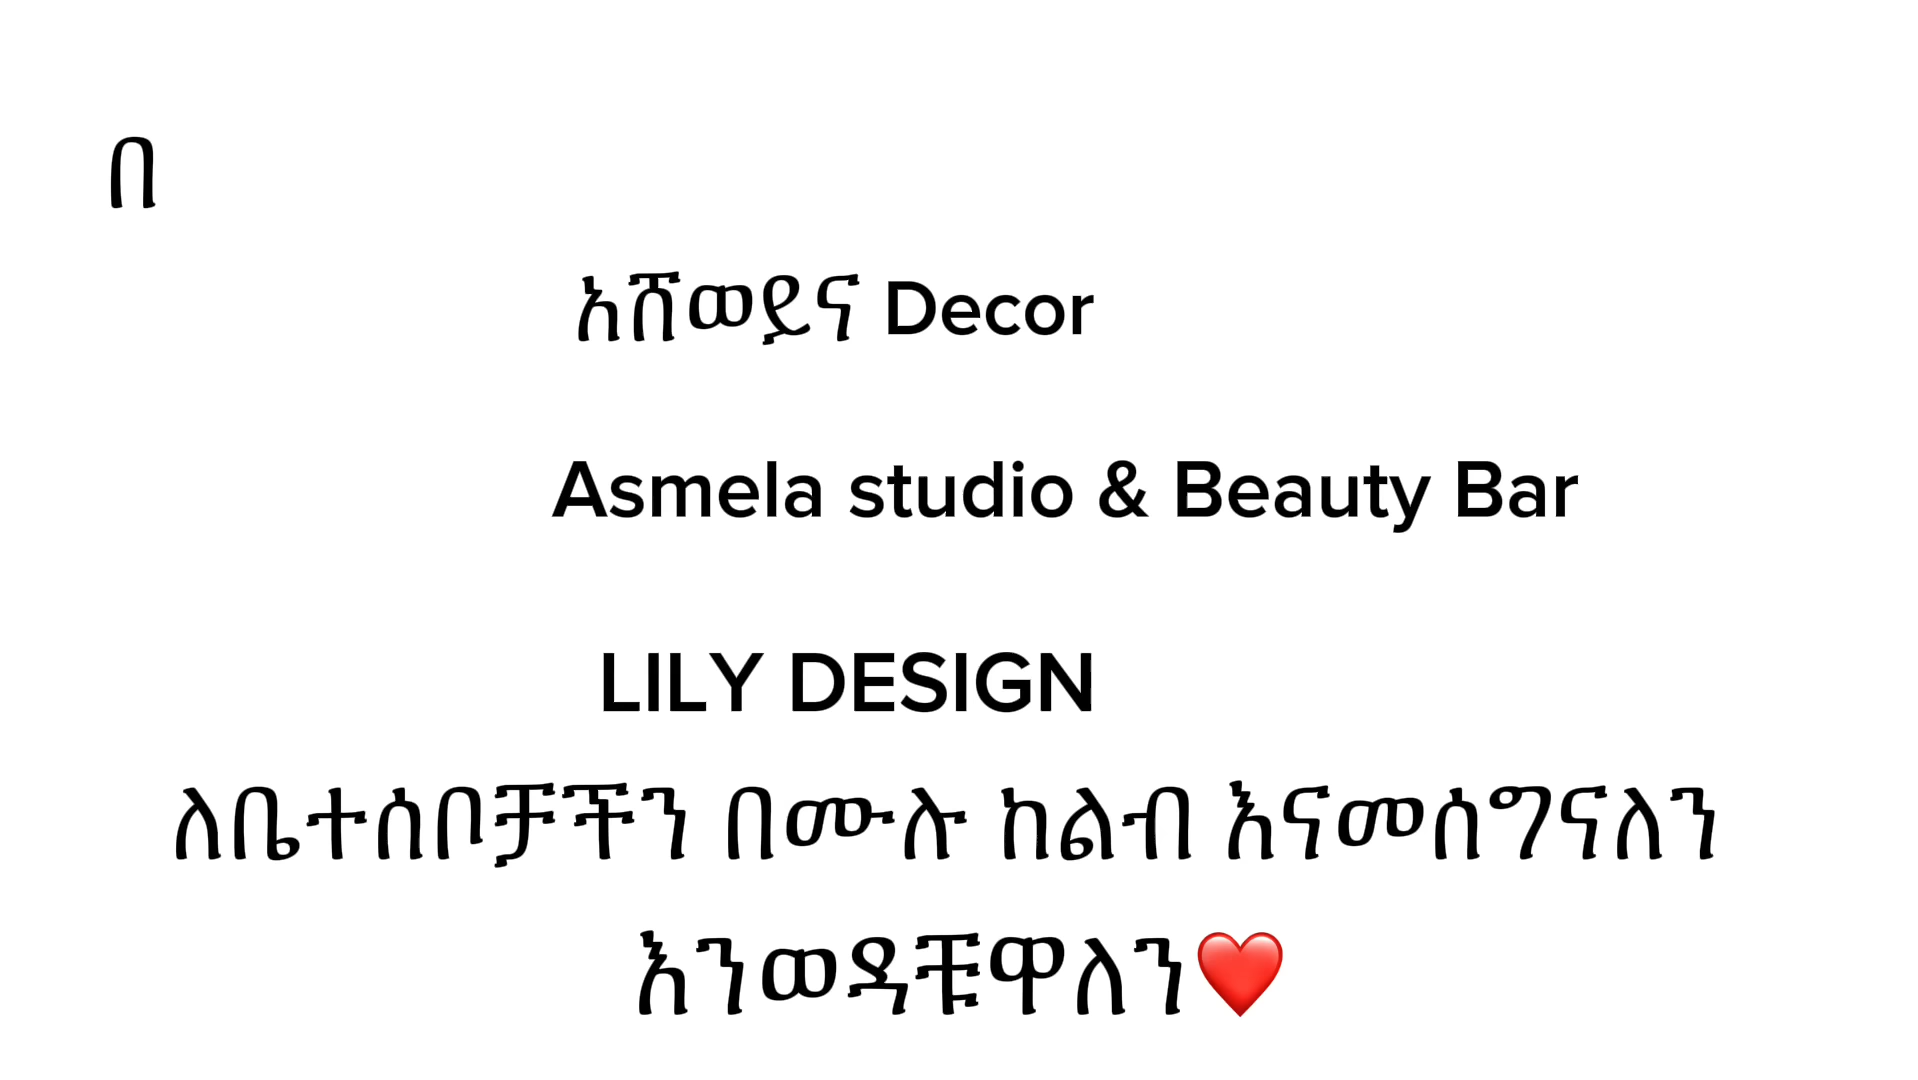 በ
አሸወይና Decor
Asmela studio & Beauty Bar
LILY DESIGN
ለቤተሰቦቻችን በሙሉ ከልብ እናመሰግናለን
እንወዳቹዋለን❤️